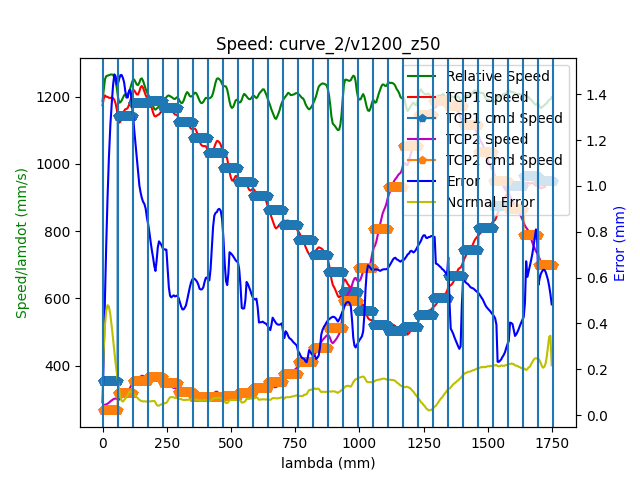 Speed: curve_2/v1200_z50
Speed/lamdot (mm/s)
1200
1000
800
600
400
Relative Speed
TCP1 Speed
TCP1 cmd Speed
TCP2 Speed
TCP2 cmd Speed
Error
Normal Error
1.4
1.2
1.0
0.8
0.6
0.4
0.2
0.0
Error (mm)
0 250 500 750 1000 1250 1500 1750
lambda (mm)